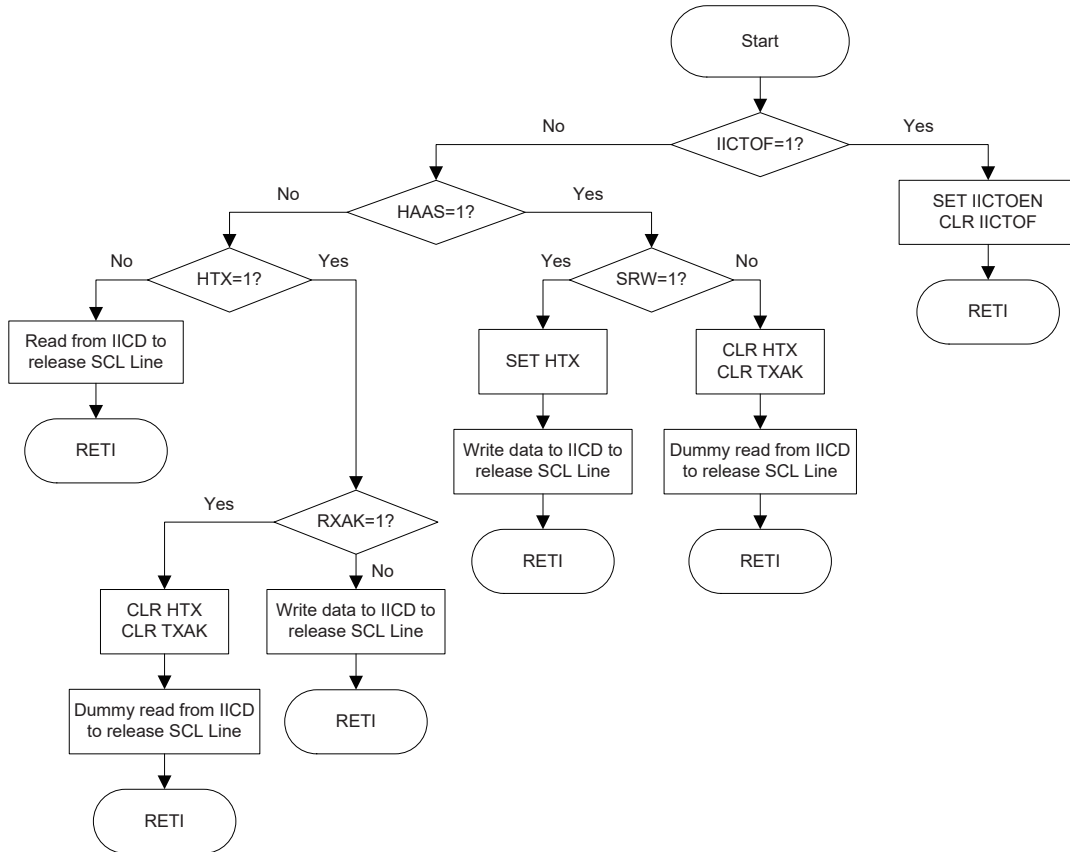 Start
No
IICTOF=1?
Yes
No
HAAS=1?
Yes
SET IICTOEN
CLR IICTOF
No
HTX=1?
Yes
Yes
SRW=1?
No
RETI
Read from IICD to
release SCL Line
SET HTX
CLR HTX
CLR TXAK
RETI
Write data to IICD to
release SCL Line
Dummy read from IICD
to release SCL Line
Yes
RXAK=1?
No
RETI
RETI
CLR HTX
CLR TXAK
Write data to IICD to
release SCL Line
Dummy read from IICD
to release SCL Line
RETI
RETI